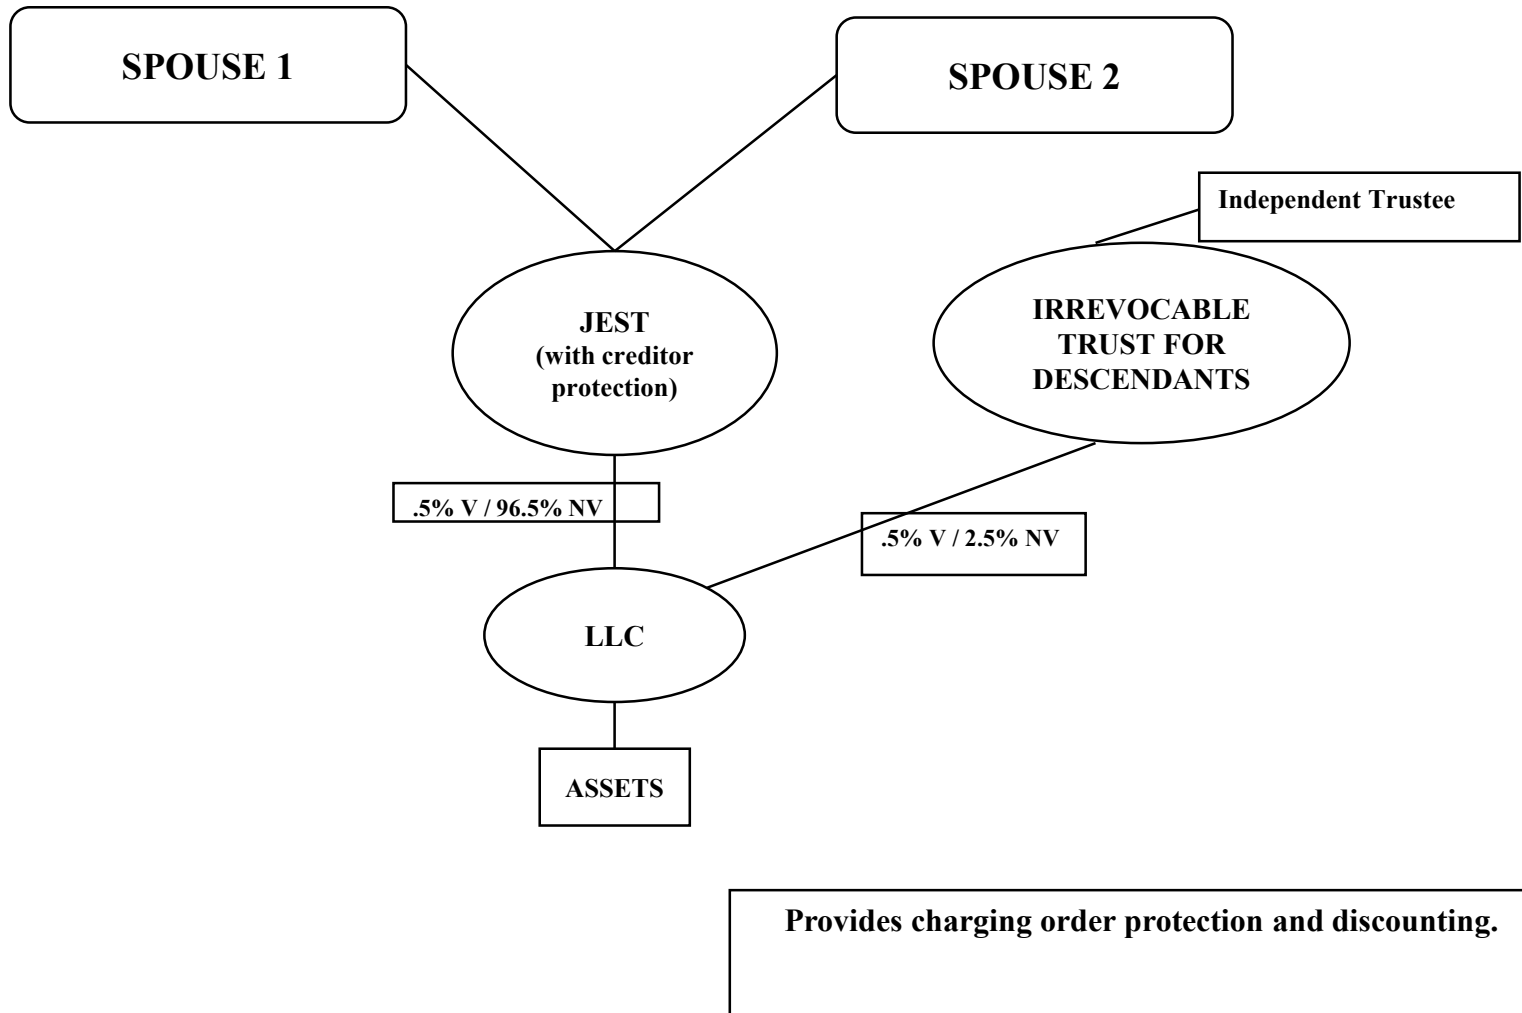 SPOUSE 1
SPOUSE 2
Independent Trustee
JEST
(with creditor
protection)
IRREVOCABLE
TRUST FOR
DESCENDANTS
.5% V / 96.5% NV
.5% V / 2.5% NV
LLC
ASSETS
Provides charging order protection and discounting.